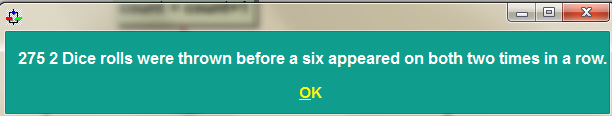 275 2 Dice rolls were thrown before a six appeared on both two times in a row.
OK